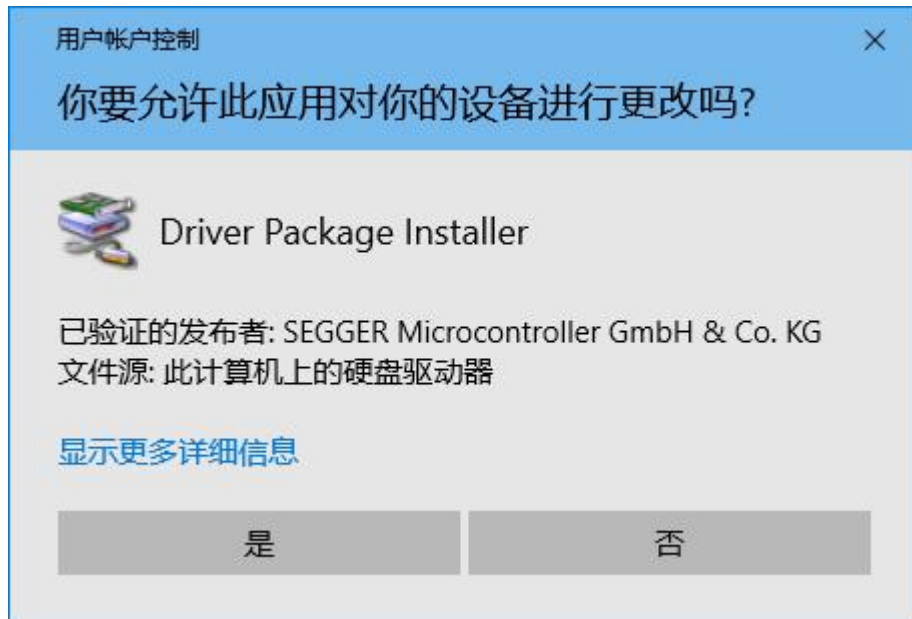 用户帐户控制
你要允许此应用对你的设备进行更改吗?
Driver Package Installer
已验证的发布者: SEGGER Microcontroller GmbH & Co. KG
文件源: 此计算机上的硬盘驱动器
显示更多详细信息
是
否